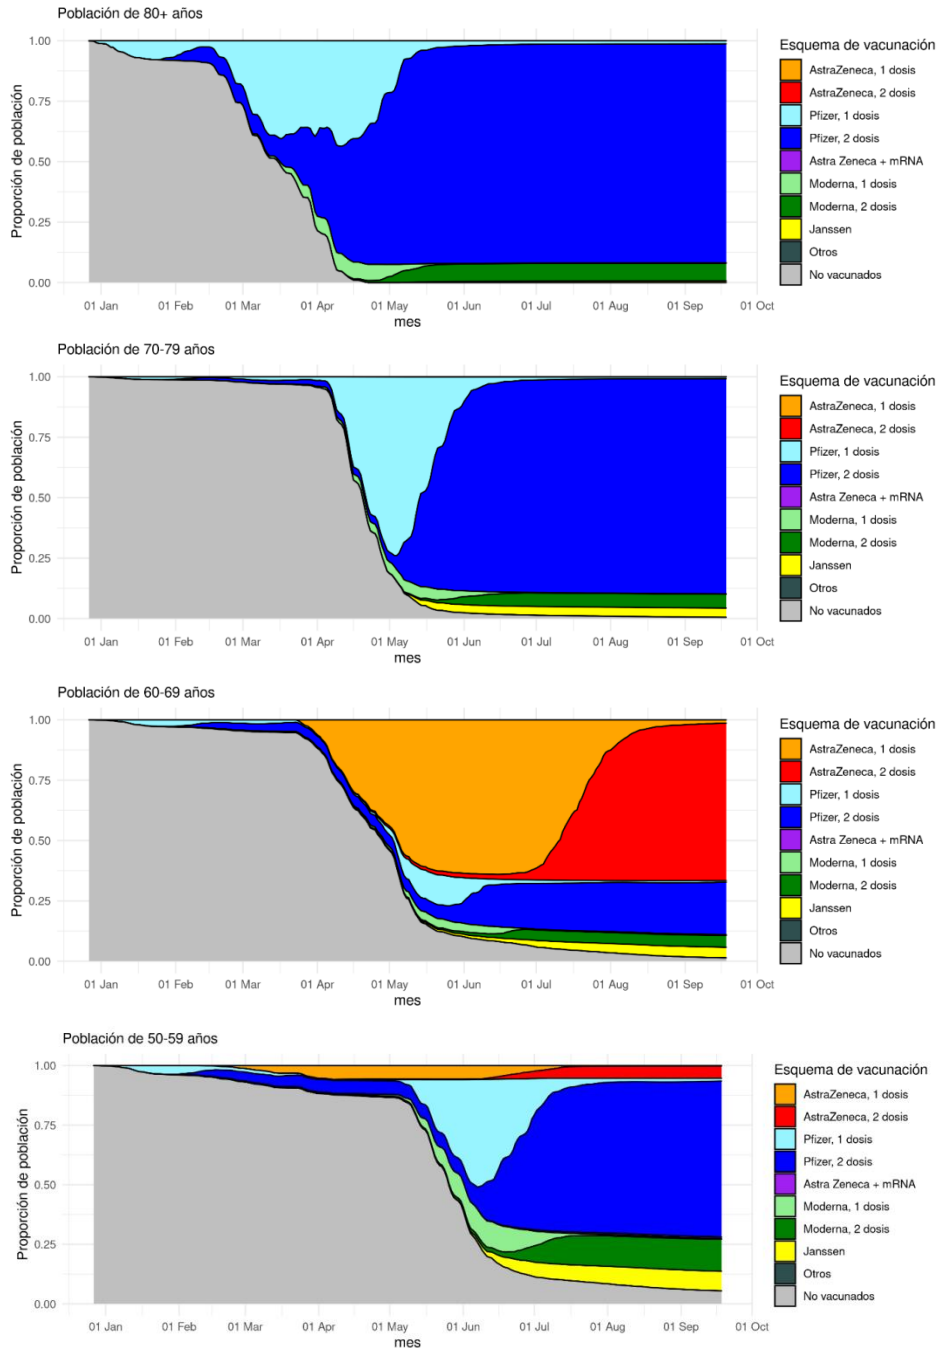 Población de 80+ años
Proporción de población
1.00
0.75
0.50
0.25
0.00
01 Jan 01 Feb 01 Mar 01 Apr 01 May 01 Jun 01 Jul 01 Aug 01 Sep 01 Oct
mes
Esquema de vacunación
AstraZeneca, 1 dosis
AstraZeneca, 2 dosis
Pfizer, 1 dosis
Pfizer, 2 dosis
Astra Zeneca + mRNA
Moderna, 1 dosis
Moderna, 2 dosis
Janssen
Otros
No vacunados
Población de 70-79 años
Proporción de población
1.00
0.75
0.50
0.25
0.00
01 Jan 01 Feb 01 Mar 01 Apr 01 May 01 Jun 01 Jul 01 Aug 01 Sep 01 Oct
mes
Esquema de vacunación
AstraZeneca, 1 dosis
AstraZeneca, 2 dosis
Pfizer, 1 dosis
Pfizer, 2 dosis
Astra Zeneca + mRNA
Moderna, 1 dosis
Moderna, 2 dosis
Janssen
Otros
No vacunados
Población de 60-69 años
Proporción de población
1.00
0.75
0.50
0.25
0.00
01 Jan 01 Feb 01 Mar 01 Apr 01 May 01 Jun 01 Jul 01 Aug 01 Sep 01 Oct
mes
Esquema de vacunación
AstraZeneca, 1 dosis
AstraZeneca, 2 dosis
Pfizer, 1 dosis
Pfizer, 2 dosis
Astra Zeneca + mRNA
Moderna, 1 dosis
Moderna, 2 dosis
Janssen
Otros
No vacunados
Población de 50-59 años
Proporción de población
1.00
0.75
0.50
0.25
0.00
01 Jan 01 Feb 01 Mar 01 Apr 01 May 01 Jun 01 Jul 01 Aug 01 Sep 01 Oct
mes
Esquema de vacunación
AstraZeneca, 1 dosis
AstraZeneca, 2 dosis
Pfizer, 1 dosis
Pfizer, 2 dosis
Astra Zeneca + mRNA
Moderna, 1 dosis
Moderna, 2 dosis
Janssen
Otros
No vacunados